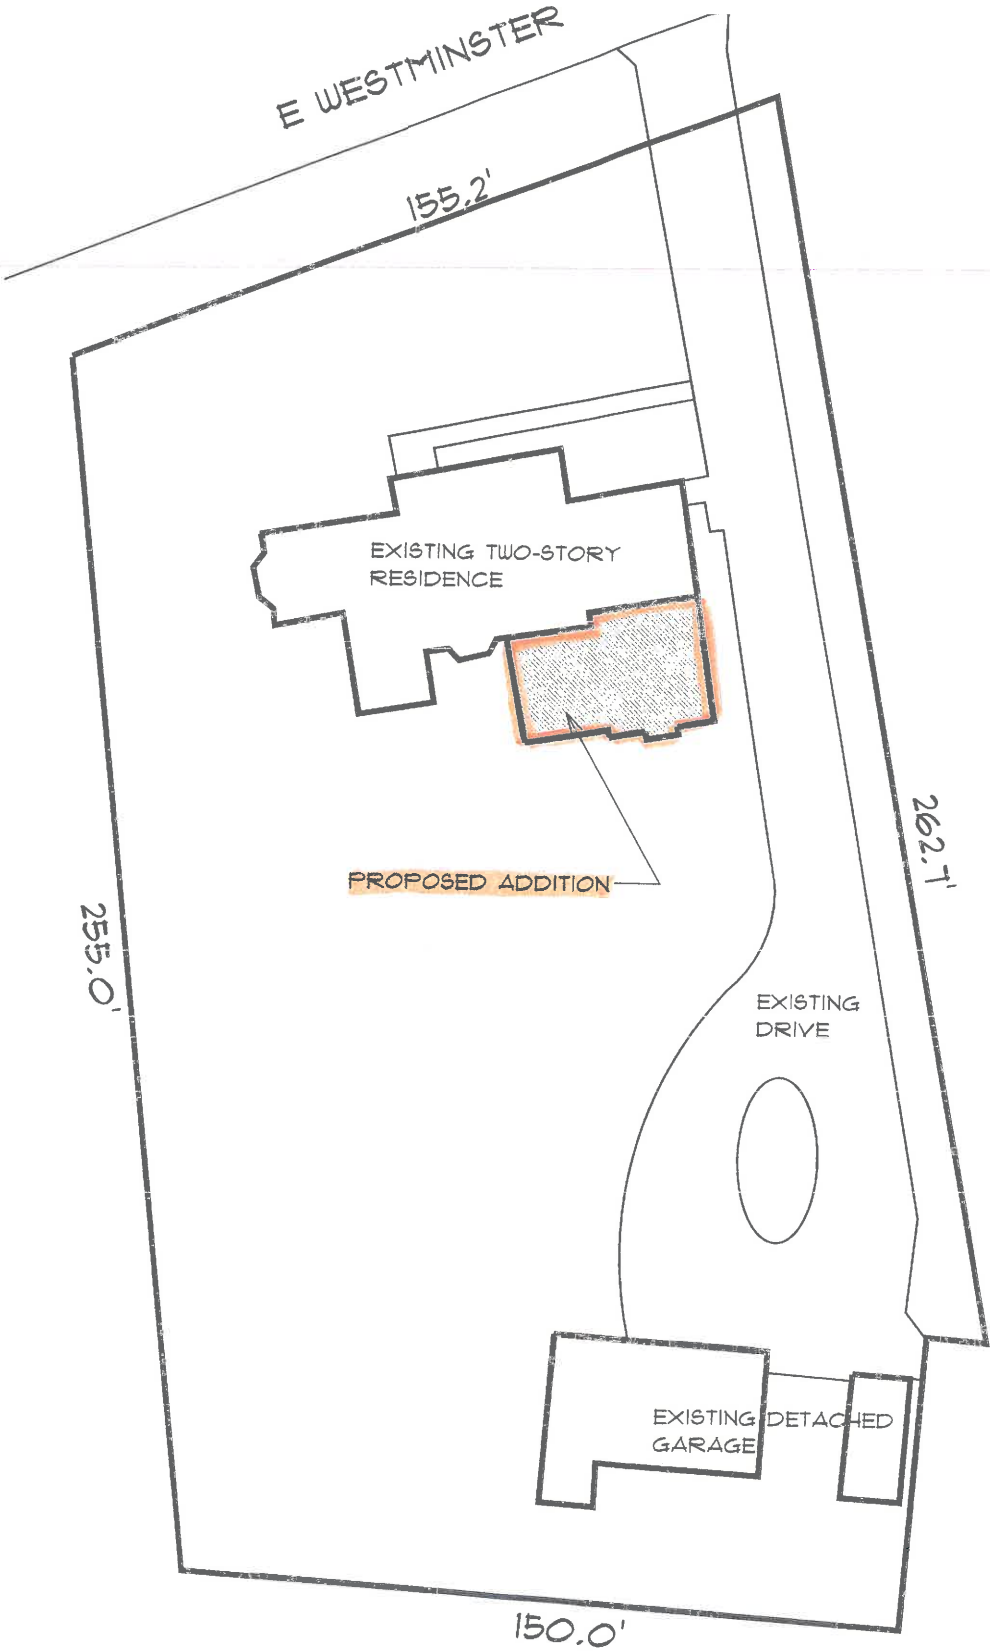 E WESTMINSTER
155.2'
EXISTING TWO-STORY
RESIDENCE
262.7'
PROPOSED ADDITION
255.0'
EXISTING
DRIVE
EXISTING DETACHED
GARAGE
150.0'